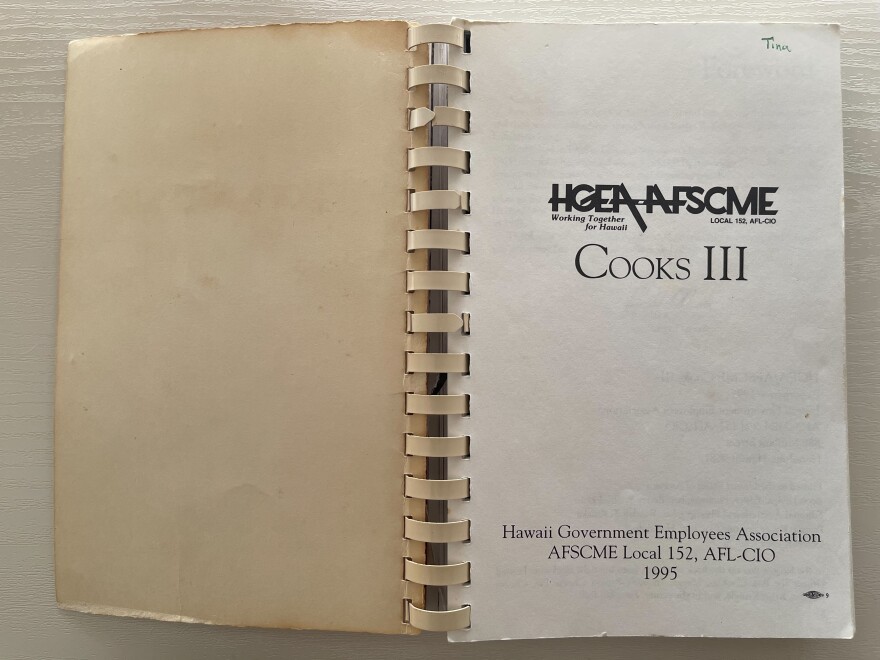 Tina
HGEA-AFSCME
Working Together
for Hawaii
LOCAL 152, AFL-CIO
COOKS III
Hawaii Government Employees Association
AFSCME Local 152, AFL-CIO
1995
9